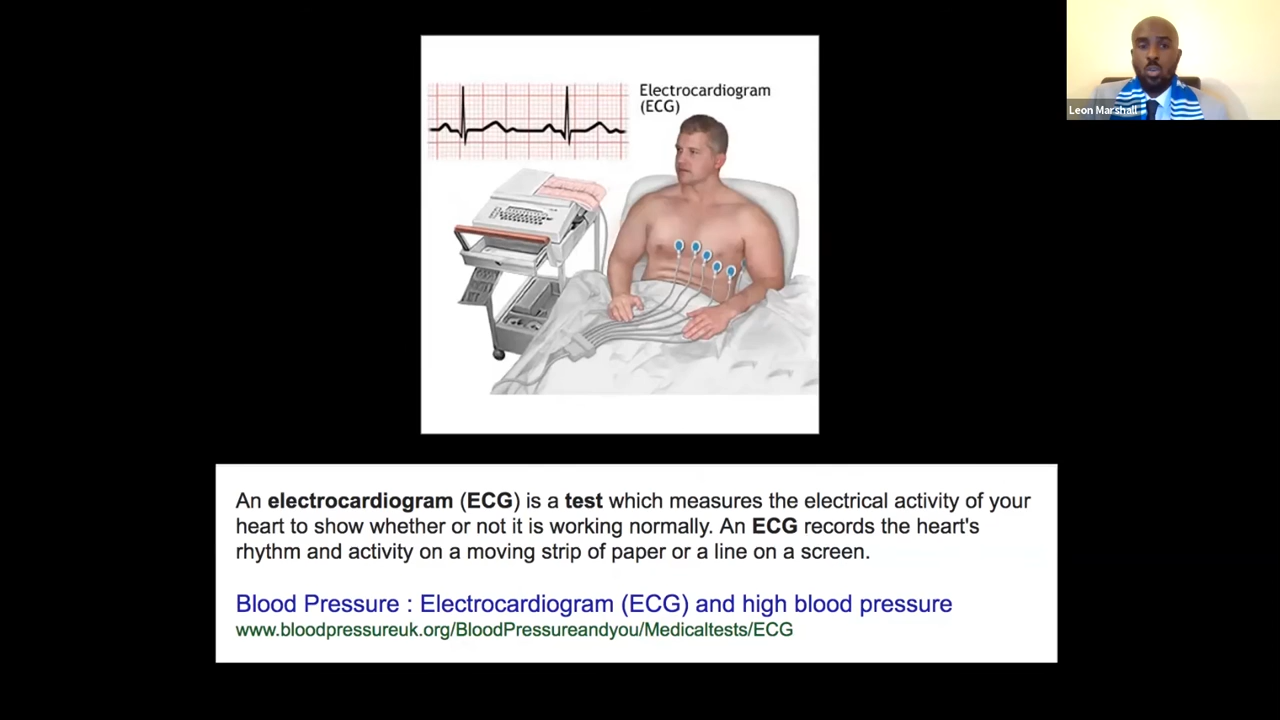 Electrocardiogram
(ECG)
Leon Marshall
An electrocardiogram (ECG) is a test which measures the electrical activity of your
heart to show whether or not it is working normally. An ECG records the heart's
rhythm and activity on a moving strip of paper or a line on a screen.
Blood Pressure : Electrocardiogram (ECG) and high blood pressure
www.bloodpressureuk.org/BloodPressureandyou/Medicaltests/ECG